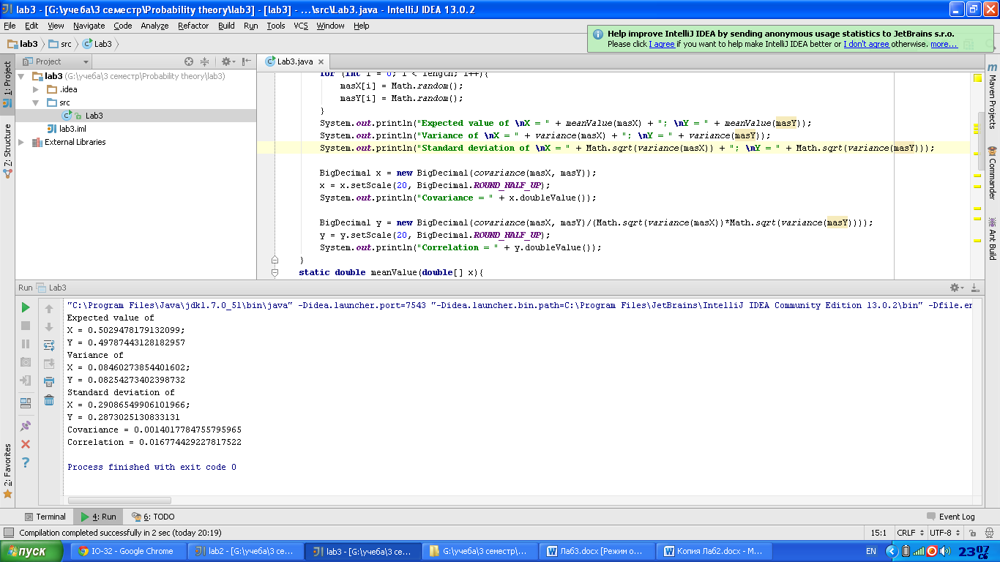 lab3 - [G:\учеба\3 семестр\Probability theory\lab3] - [lab3] - ...\src\Lab3.java - IntelliJ IDEA 13.0.2
File Edit View Navigate Code Analyze Refactor Build Run Tools VCS Window Help
Help improve IntelliJ IDEA by sending anonymous usage statistics to JetBrains s.r.o.
Please click I agree if you want to help make IntelliJ IDEA better or I don't agree otherwise. more...
lab3 src Lab3
Project
Lab3.java
1: Project
Z: Structure
2: Favorites
lab3 (G:\учеба\3 семестр\Probability theory\lab3)
.idea
src
Lab3
lab3.iml
External Libraries
for (int i = 0; i < length; i++){
masX[i] = Math.random();
masY[i] = Math.random();
}
System.out.println("Expected value of \nX = " + meanValue(masX) + "; \nY = " + meanValue(masY));
System.out.println("Variance of \nX = " + variance(masX) + "; \nY = " + variance(masY));
System.out.println("Standard deviation of \nX = " + Math.sqrt(variance(masX)) + "; \nY = " + Math.sqrt(variance(masY)));
BigDecimal x = new BigDecimal(covariance(masX, masY));
x = x.setScale(20, BigDecimal.ROUND_HALF_UP);
System.out.println("Covariance = " + x.doubleValue());
BigDecimal y = new BigDecimal(covariance(masX, masY)/(Math.sqrt(variance(masX))*Math.sqrt(variance(masY))));
y = y.setScale(20, BigDecimal.ROUND_HALF_UP);
System.out.println("Correlation = " + y.doubleValue());
}
static double meanValue(double[] x){
Maven Projects
Commander
Ant Build
Run Lab3
"C:\Program Files\Java\jdk1.7.0_51\bin\java" -Didea.launcher.port=7543 "-Didea.launcher.bin.path=C:\Program Files\JetBrains\IntelliJ IDEA Community Edition 13.0.2\bin" -Dfile.en
Expected value of
X = 0.5029478179132099;
Y = 0.49787443128182957
Variance of
X = 0.08460273854401602;
Y = 0.08254273402398732
Standard deviation of
X = 0.29086549906101966;
Y = 0.2873025130833131
Covariance = 0.0014017784755795965
Correlation = 0.016774429227817522
Process finished with exit code 0
Terminal 4: Run 6: TODO Event Log
Compilation completed successfully in 2 sec (today 20:19) 15:1 CRLF UTF-8
пуск IO-32 - Google Chrome lab2 - [G:\учеба\3 се... lab3 - [G:\учеба\3 се... G:\учеба\3 семестр\... Лаб3.docx [Режим о... Копия Лаб2.docx - M... EN 23 07 Сб